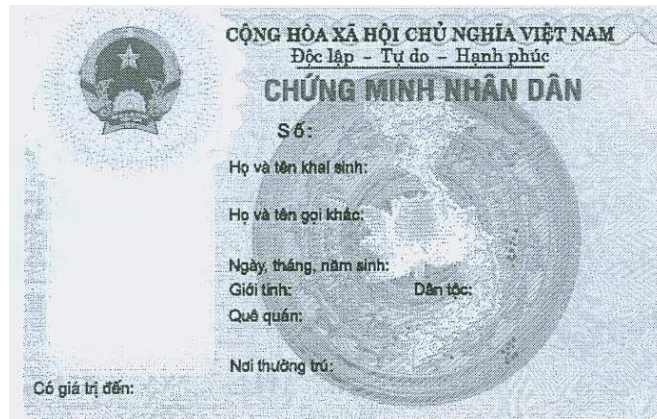 CỘNG HÒA XÃ HỘI CHỦ NGHĨA VIỆT NAM
Độc lập - Tự do - Hạnh phúc
CHỨNG MINH NHÂN DÂN
Số:
Họ và tên khai sinh:
Họ và tên gọi khác:
Ngày, tháng, năm sinh:
Giới tính: Dân tộc:
Quê quán:
Nơi thường trú:
Có giá trị đến: